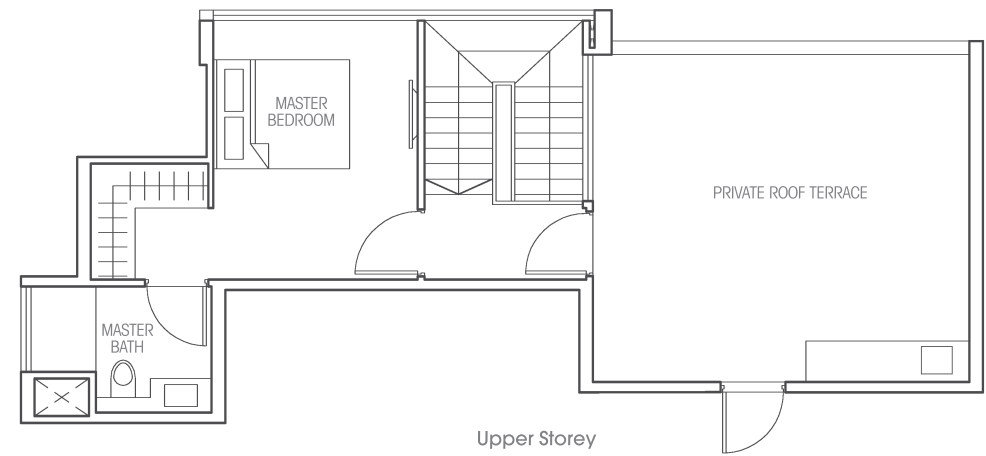 MASTER
BEDROOM
PRIVATE ROOF TERRACE
MASTER
BATH
Upper Storey